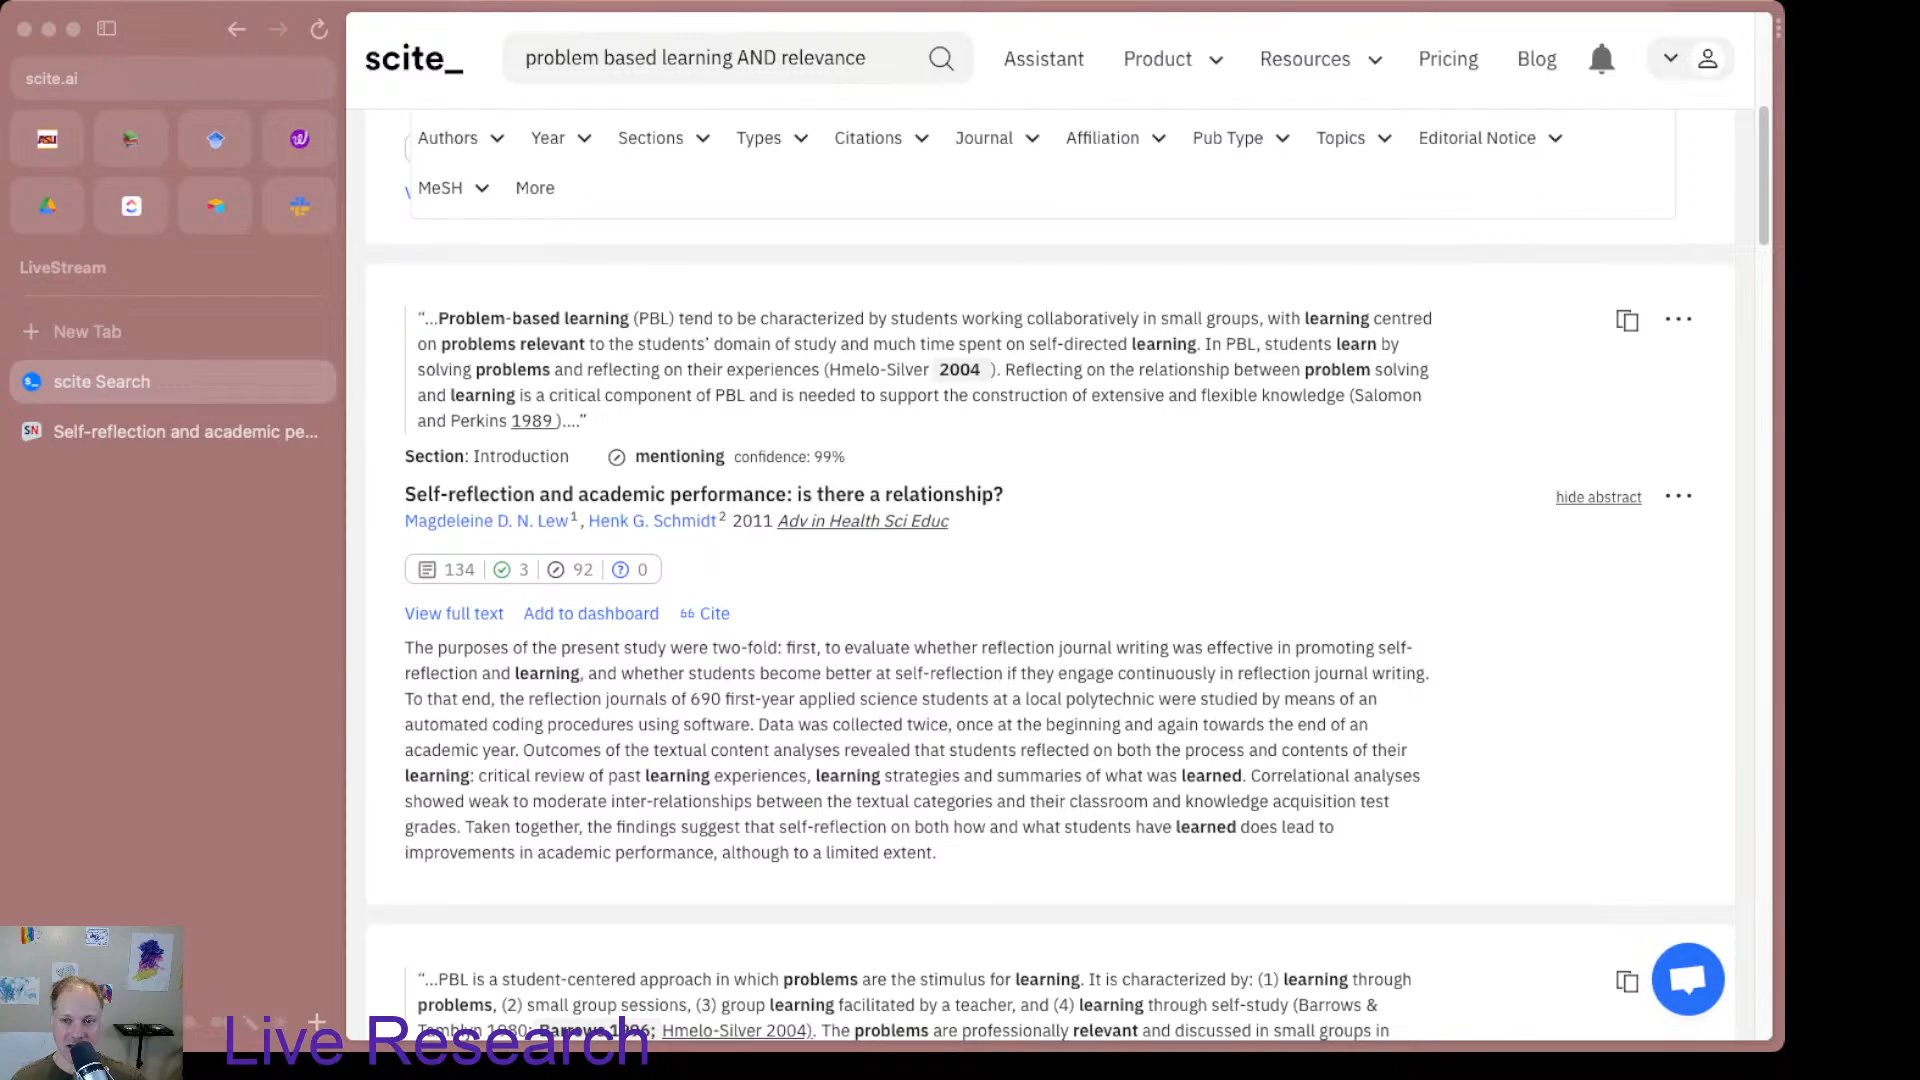 scite.ai
ASU
LiveStream
New Tab
scite Search
SN Self-reflection and academic pe...
scite_
problem based learning AND relevance
Assistant
Product
Resources
Pricing
Blog
Authors
Year
Sections
Types
Citations
Journal
Affiliation
Pub Type
Topics
Editorial Notice
MeSH
More
“...Problem-based learning (PBL) tend to be characterized by students working collaboratively in small groups, with learning centred
on problems relevant to the students’ domain of study and much time spent on self-directed learning. In PBL, students learn by
solving problems and reflecting on their experiences (Hmelo-Silver 2004 ). Reflecting on the relationship between problem solving
and learning is a critical component of PBL and is needed to support the construction of extensive and flexible knowledge (Salomon
and Perkins 1989 )....”
Section: Introduction
mentioning confidence: 99%
Self-reflection and academic performance: is there a relationship?
hide abstract
Magdeleine D. N. Lew1, Henk G. Schmidt2 2011 Adv in Health Sci Educ
134 3 92 0
View full text Add to dashboard Cite
The purposes of the present study were two-fold: first, to evaluate whether reflection journal writing was effective in promoting self-
reflection and learning, and whether students become better at self-reflection if they engage continuously in reflection journal writing.
To that end, the reflection journals of 690 first-year applied science students at a local polytechnic were studied by means of an
automated coding procedures using software. Data was collected twice, once at the beginning and again towards the end of an
academic year. Outcomes of the textual content analyses revealed that students reflected on both the process and contents of their
learning: critical review of past learning experiences, learning strategies and summaries of what was learned. Correlational analyses
showed weak to moderate inter-relationships between the textual categories and their classroom and knowledge acquisition test
grades. Taken together, the findings suggest that self-reflection on both how and what students have learned does lead to
improvements in academic performance, although to a limited extent.
“...PBL is a student-centered approach in which problems are the stimulus for learning. It is characterized by: (1) learning through
problems, (2) small group sessions, (3) group learning facilitated by a teacher, and (4) learning through self-study (Barrows &
Tamblyn 1980; Barrows 1996; Hmelo-Silver 2004). The problems are professionally relevant and discussed in small groups in
Live Research